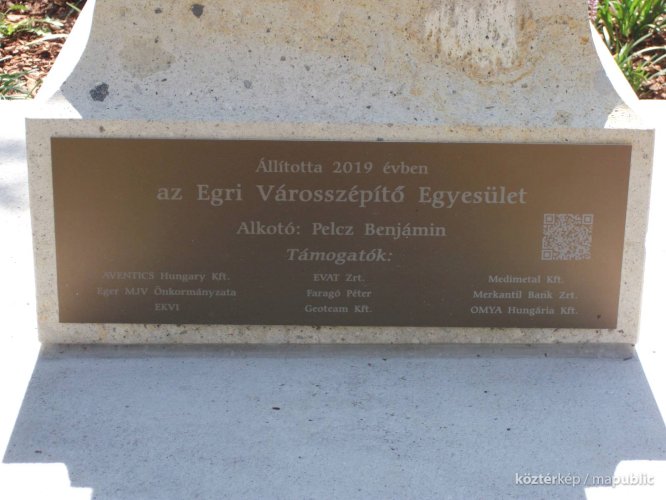 Állította 2019 évben
az Egri Városszépítő Egyesület
Alkotó: Pelcz Benjámin
Támogatók:
AVENTICS Hungary Kft.
Eger MJV Önkormányzata
EKVI
EVAT Zrt.
Faragó Péter
Geoteam Kft.
Medimetal Kft.
Merkantil Bank Zrt.
OMYA Hungária Kft.
köztérkép / mapublic